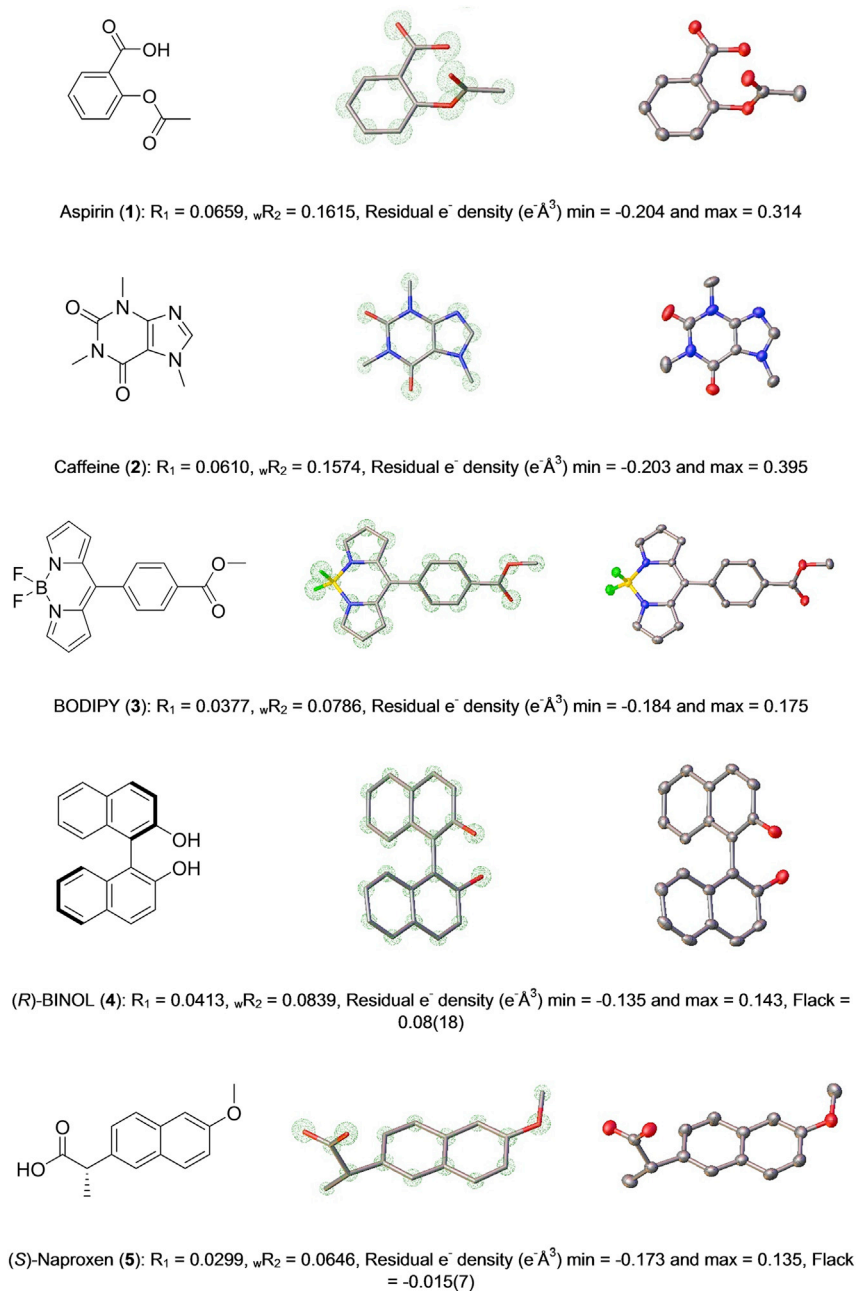 O
OH
O
O
Aspirin (1): R₁ = 0.0659, wR₂ = 0.1615, Residual e⁻ density (e⁻Å³) min = -0.204 and max = 0.314
O
N
N
N
N
O
Caffeine (2): R₁ = 0.0610, wR₂ = 0.1574, Residual e⁻ density (e⁻Å³) min = -0.203 and max = 0.395
F
F
B
N
N
O
O
BODIPY (3): R₁ = 0.0377, wR₂ = 0.0786, Residual e⁻ density (e⁻Å³) min = -0.184 and max = 0.175
OH
OH
(R)-BINOL (4): R₁ = 0.0413, wR₂ = 0.0839, Residual e⁻ density (e⁻Å³) min = -0.135 and max = 0.143, Flack =
0.08(18)
O
O
HO
(S)-Naproxen (5): R₁ = 0.0299, wR₂ = 0.0646, Residual e⁻ density (e⁻Å³) min = -0.173 and max = 0.135, Flack
= -0.015(7)